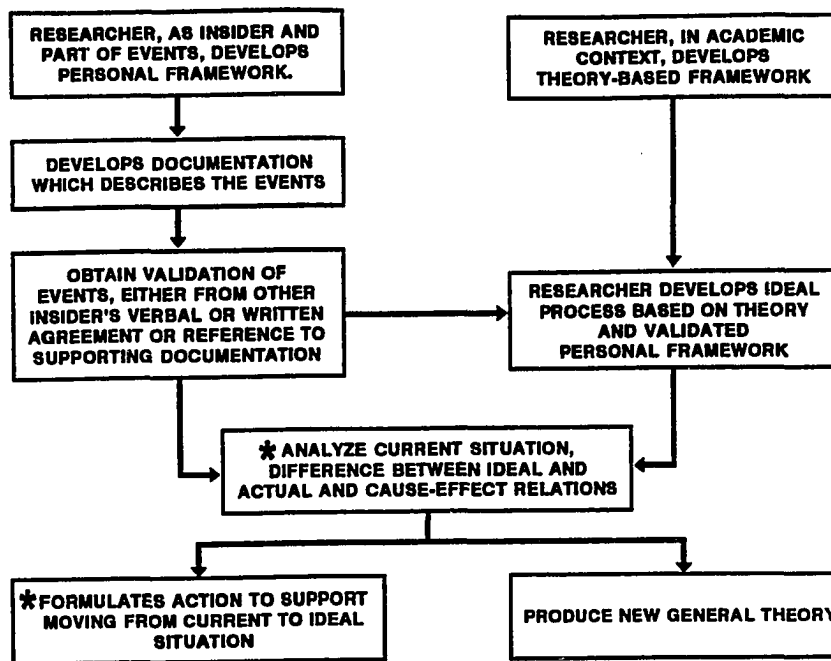 RESEARCHER, AS INSIDER AND
PART OF EVENTS, DEVELOPS
PERSONAL FRAMEWORK.
RESEARCHER, IN ACADEMIC
CONTEXT, DEVELOPS
THEORY-BASED FRAMEWORK
DEVELOPS DOCUMENTATION
WHICH DESCRIBES THE EVENTS
OBTAIN VALIDATION OF
EVENTS, EITHER FROM OTHER
INSIDER'S VERBAL OR WRITTEN
AGREEMENT OR REFERENCE TO
SUPPORTING DOCUMENTATION
RESEARCHER DEVELOPS IDEAL
PROCESS BASED ON THEORY
AND VALIDATED
PERSONAL FRAMEWORK
* ANALYZE CURRENT SITUATION,
DIFFERENCE BETWEEN IDEAL AND
ACTUAL AND CAUSE-EFFECT RELATIONS
*FORMULATES ACTION TO SUPPORT
MOVING FROM CURRENT TO IDEAL
SITUATION
PRODUCE NEW GENERAL THEORY